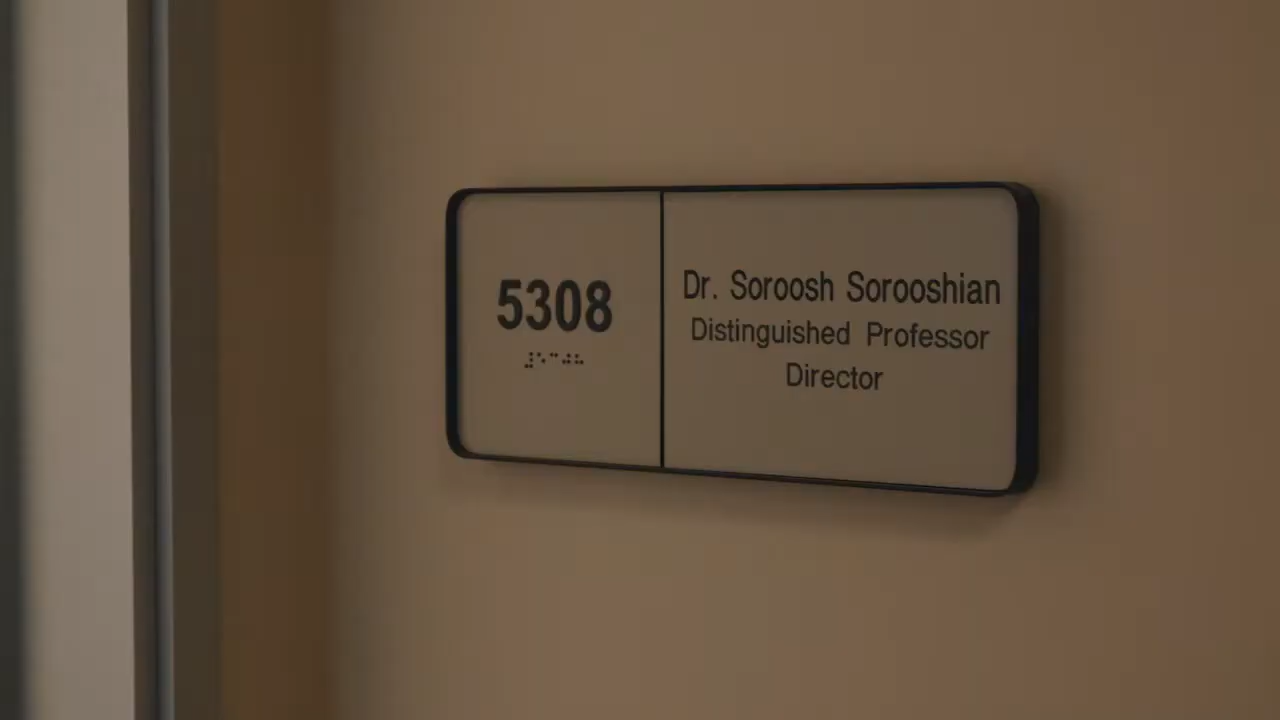 5308
⠼⠑⠉⠚⠓
Dr. Soroosh Sorooshian
Distinguished Professor
Director